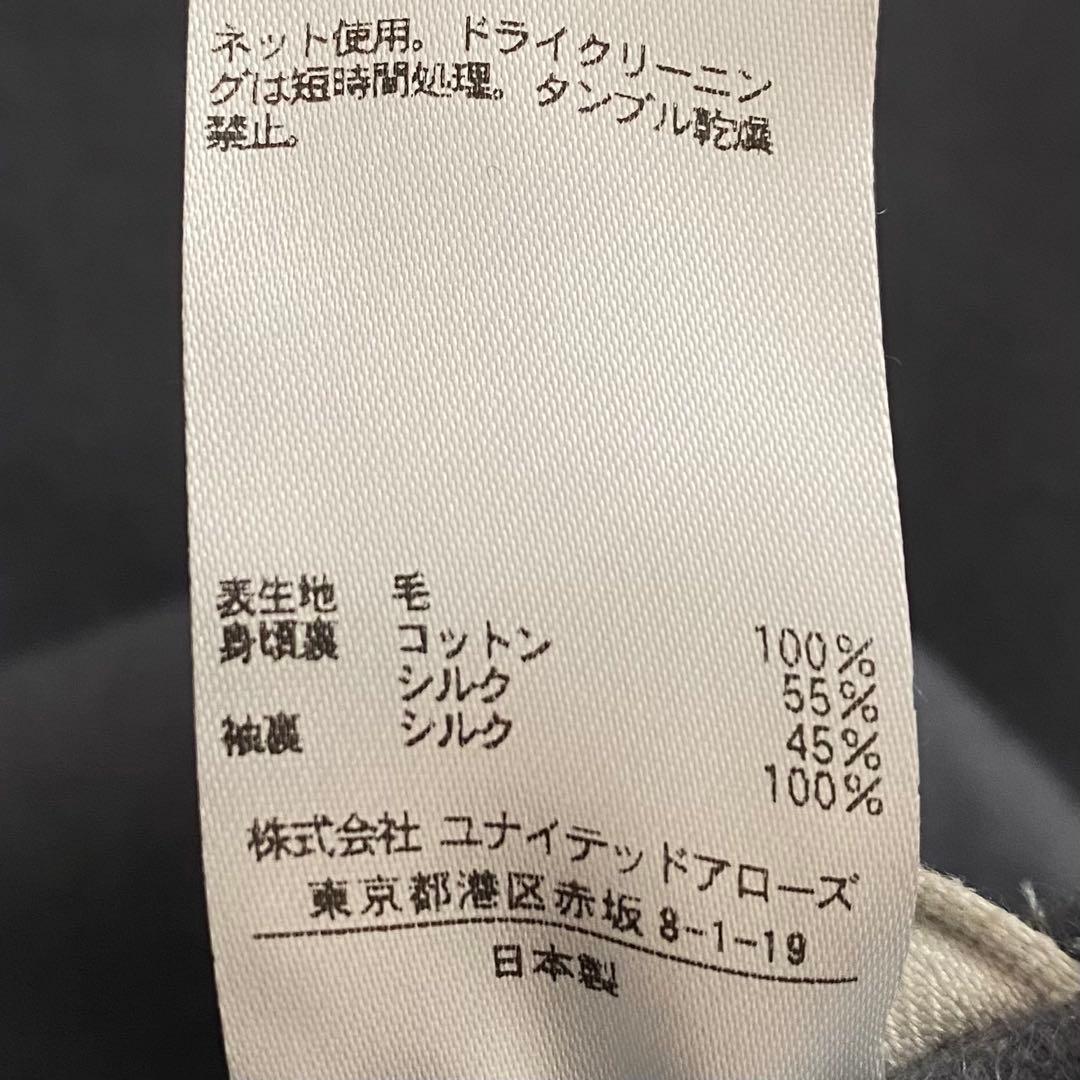 ネット使用。ドライクリーニン
グは短時間処理。タンブル乾燥
禁止。
表生地 毛 100%
身頃裏 コットン 55%
シルク 45%
袖裏 シルク 100%
株式会社 ユナイテッドアローズ
東京都港区赤坂 8-1-19
日本製